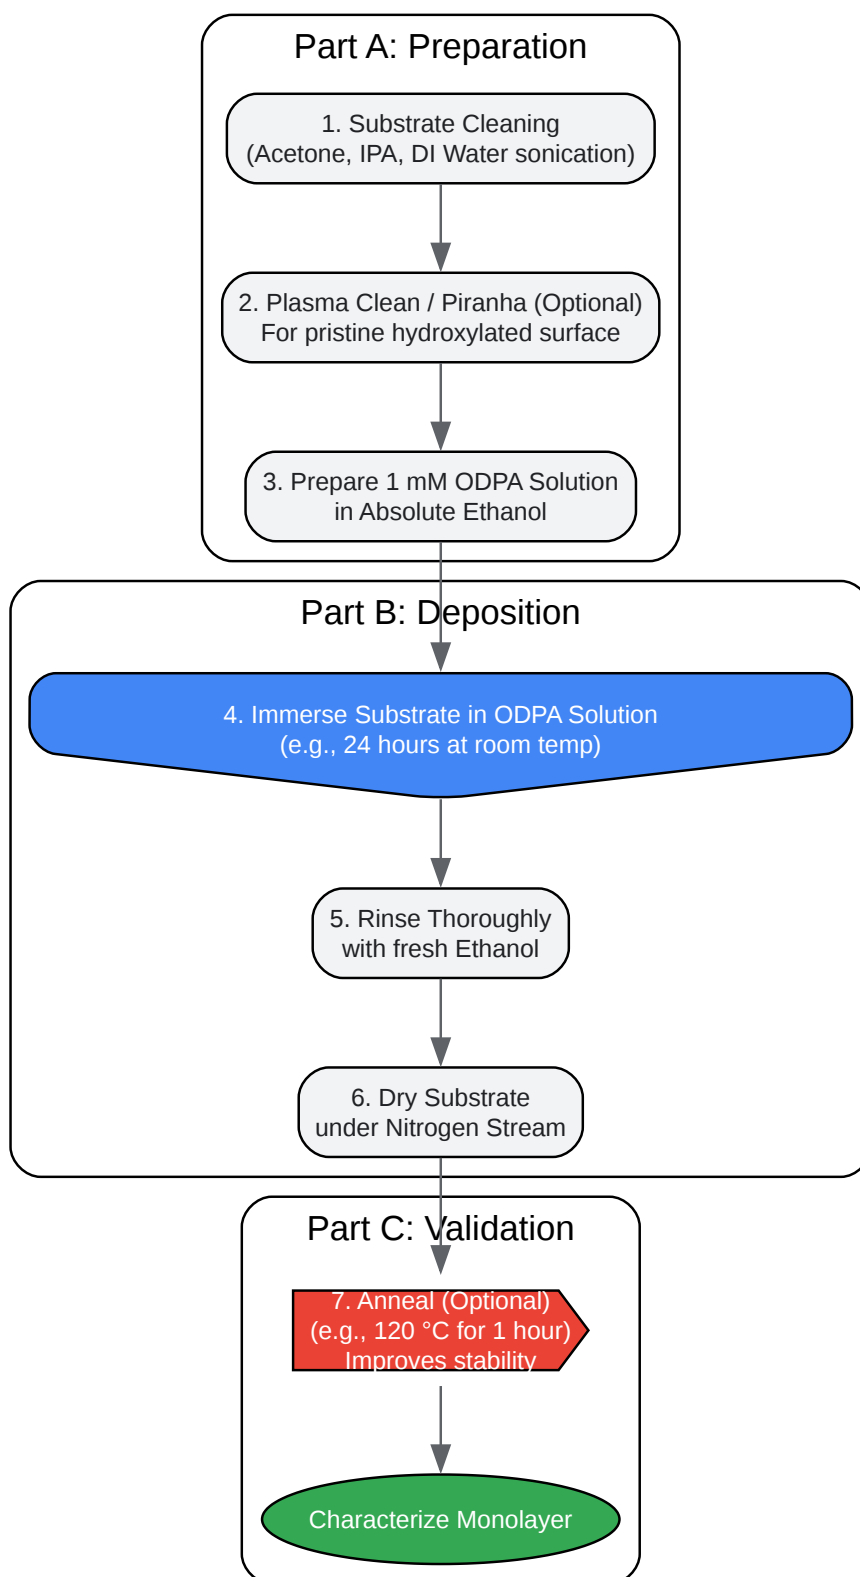 Part A: Preparation
1. Substrate Cleaning
(Acetone, IPA, DI Water sonication)
2. Plasma Clean / Piranha (Optional)
For pristine hydroxylated surface
3. Prepare 1 mM ODPA Solution
in Absolute Ethanol
Part B: Deposition
4. Immerse Substrate in ODPA Solution
(e.g., 24 hours at room temp)
5. Rinse Thoroughly
with fresh Ethanol
6. Dry Substrate
under Nitrogen Stream
Part C: Validation
7. Anneal (Optional)
(e.g., 120 °C for 1 hour)
Improves stability
Characterize Monolayer